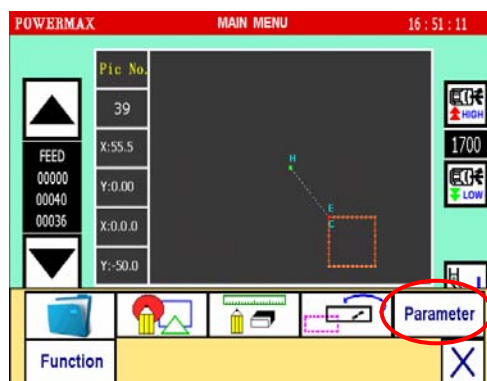 POWERMAX MAIN MENU 16 : 51 : 11
Pic No.
39
X:55.5
Y:0.00
X:0.0.0
Y:-50.0
FEED
00000
00040
00036
H
E
C
HIGH
1700
LOW
Parameter
Function
X